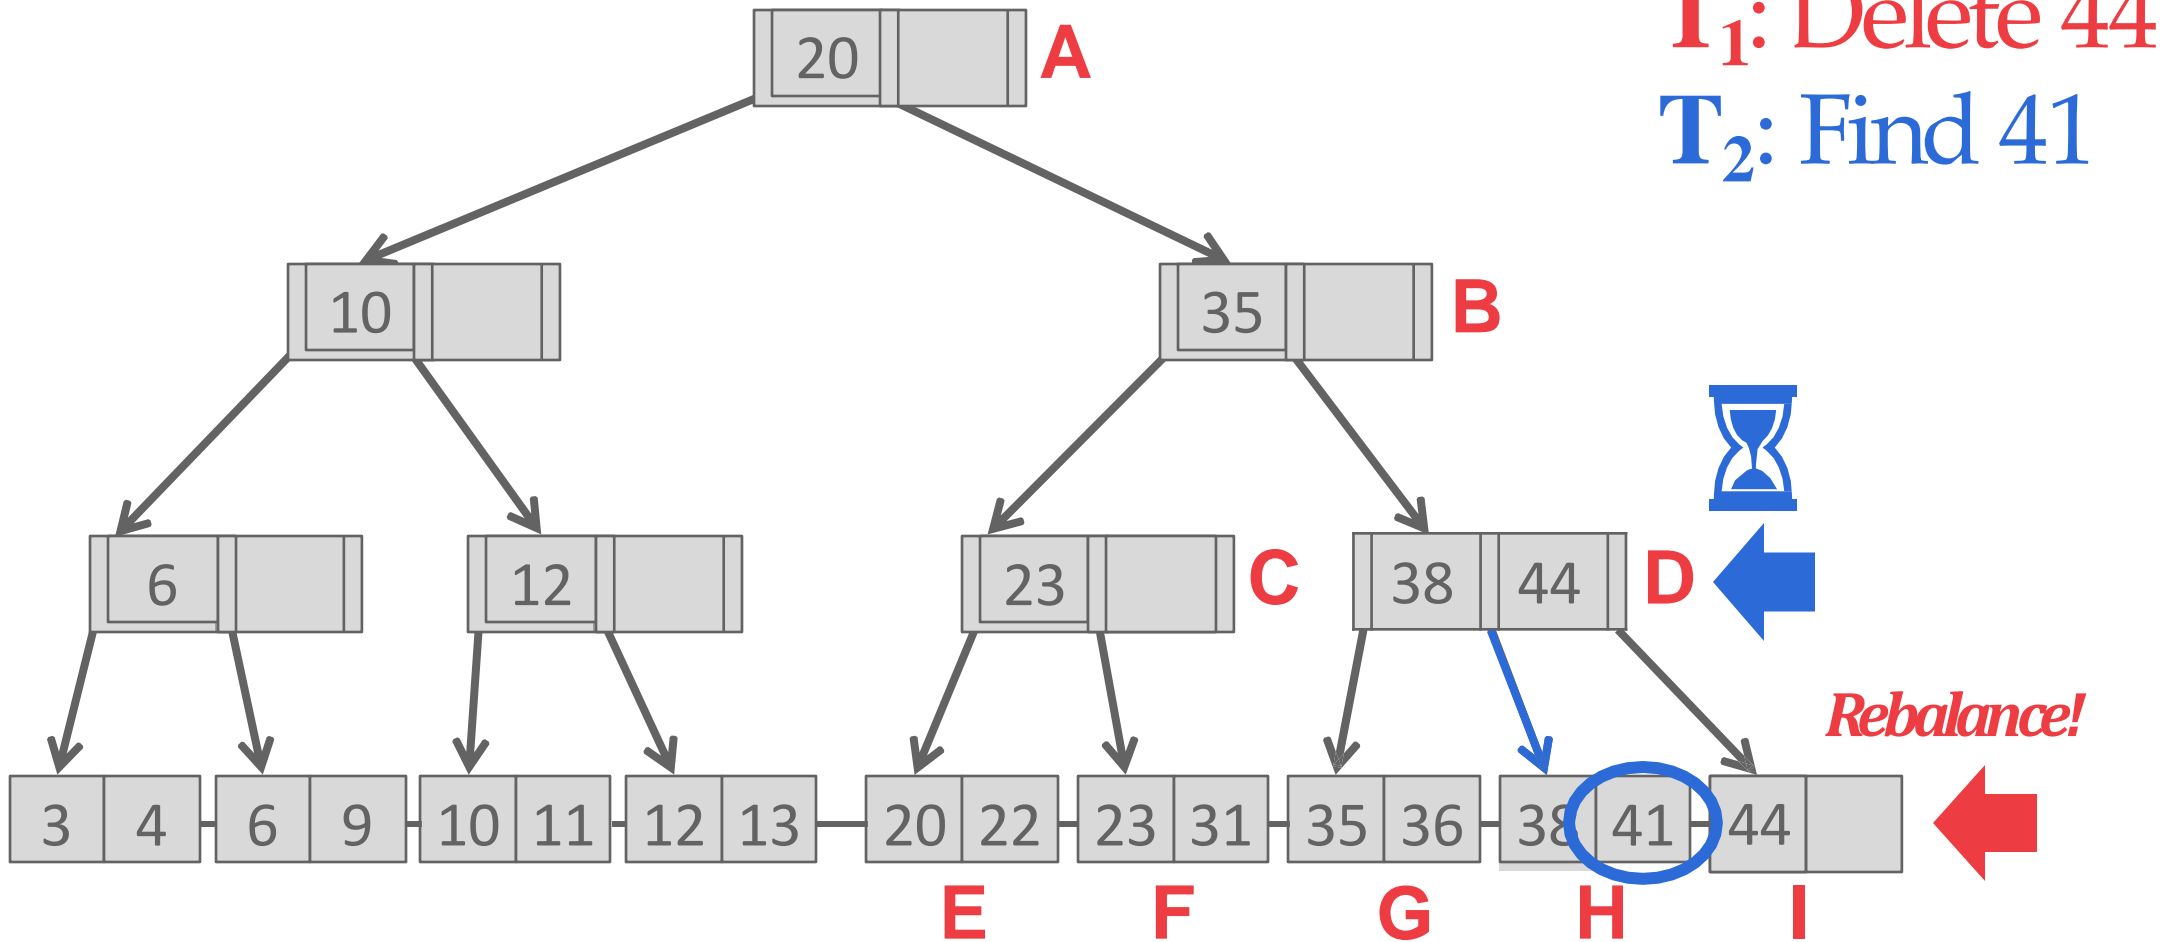 T1: Delete 44
20 A
T2: Find 41
10 35 B
6 12 23 C 38 44 D
Rebalance!
3 4 6 9 10 11 12 13 20 22 23 31 35 36 38 41 44
E F G H I